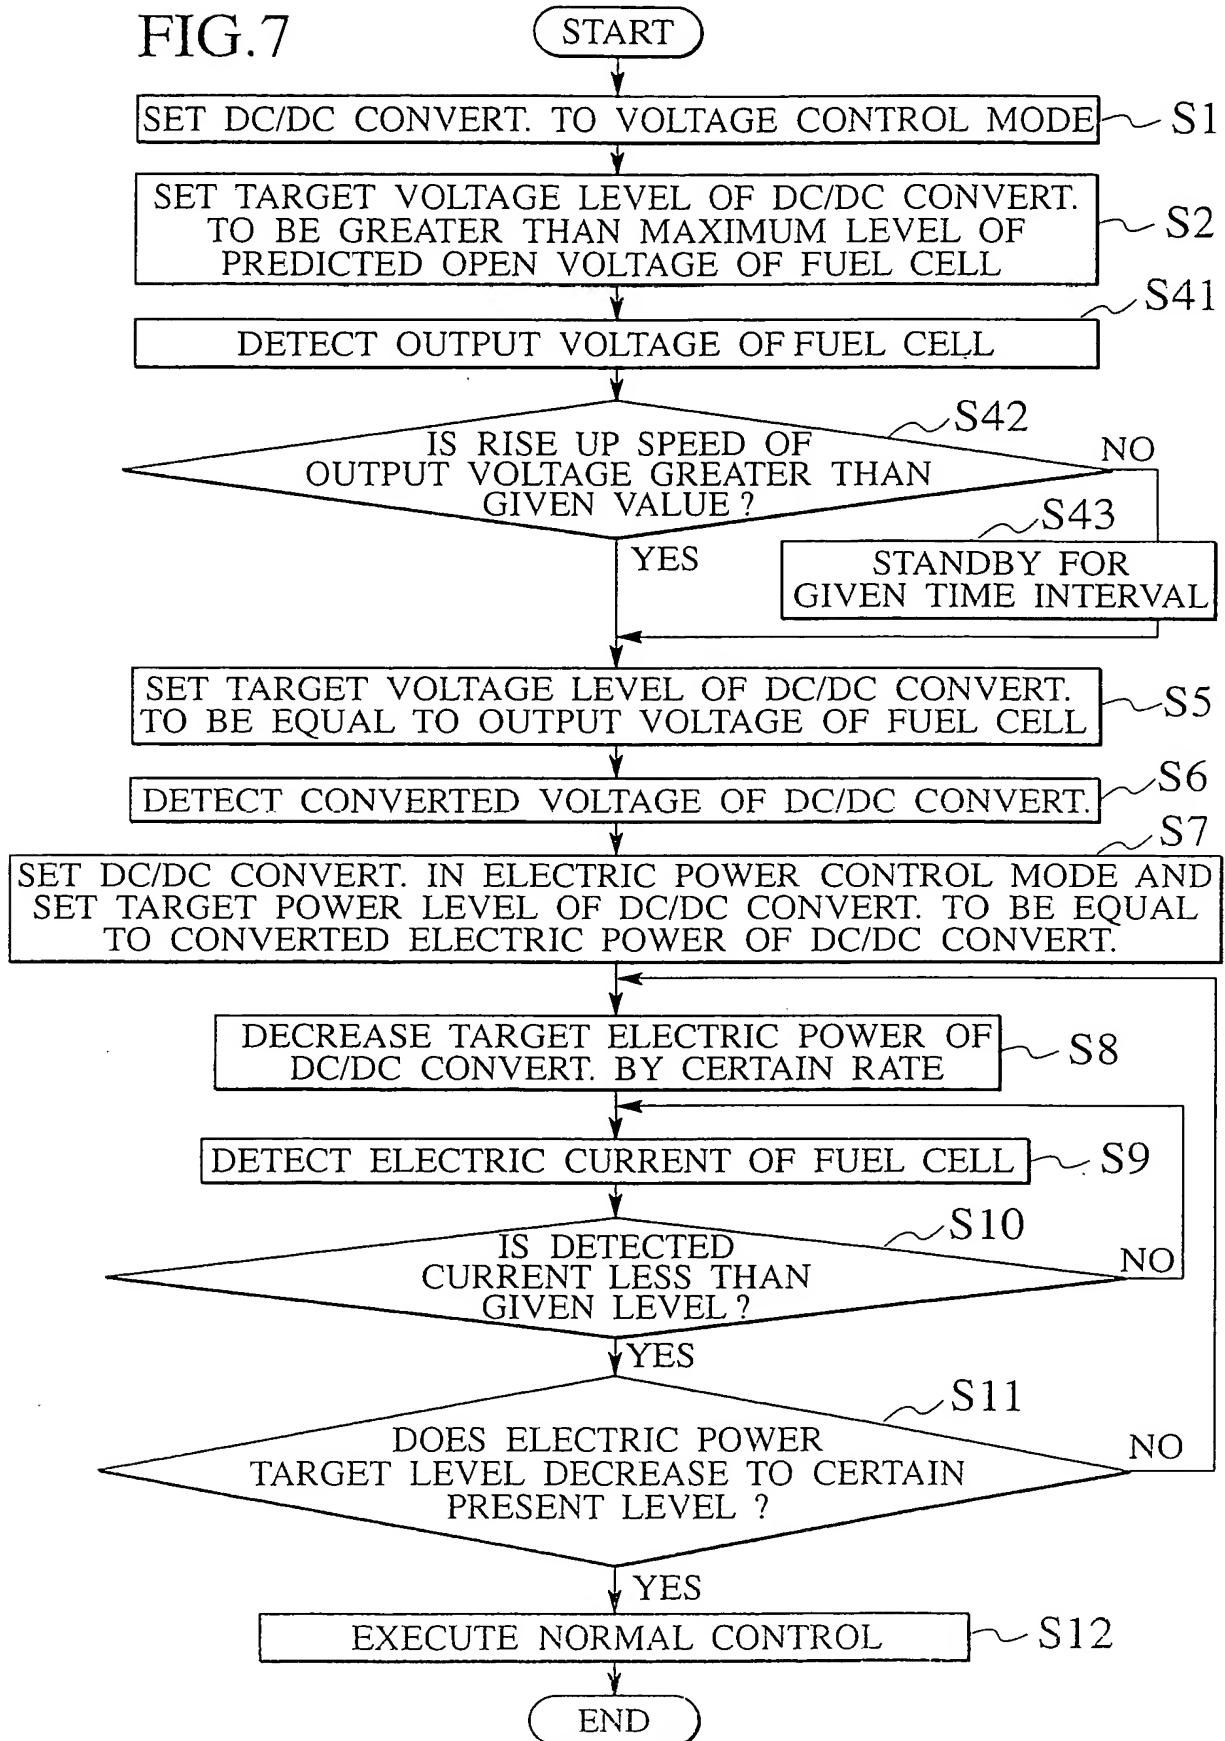 FIG.7
START
SET DC/DC CONVERT. TO VOLTAGE CONTROL MODE
S1
SET TARGET VOLTAGE LEVEL OF DC/DC CONVERT.
TO BE GREATER THAN MAXIMUM LEVEL OF
PREDICTED OPEN VOLTAGE OF FUEL CELL
S2
S41
DETECT OUTPUT VOLTAGE OF FUEL CELL
S42
IS RISE UP SPEED OF
OUTPUT VOLTAGE GREATER THAN
GIVEN VALUE?
NO
YES
S43
STANDBY FOR
GIVEN TIME INTERVAL
SET TARGET VOLTAGE LEVEL OF DC/DC CONVERT.
TO BE EQUAL TO OUTPUT VOLTAGE OF FUEL CELL
S5
DETECT CONVERTED VOLTAGE OF DC/DC CONVERT.
S6
S7
SET DC/DC CONVERT. IN ELECTRIC POWER CONTROL MODE AND
SET TARGET POWER LEVEL OF DC/DC CONVERT. TO BE EQUAL
TO CONVERTED ELECTRIC POWER OF DC/DC CONVERT.
DECREASE TARGET ELECTRIC POWER OF
DC/DC CONVERT. BY CERTAIN RATE
S8
DETECT ELECTRIC CURRENT OF FUEL CELL
S9
S10
IS DETECTED
CURRENT LESS THAN
GIVEN LEVEL?
NO
YES
S11
DOES ELECTRIC POWER
TARGET LEVEL DECREASE TO CERTAIN
PRESENT LEVEL ?
NO
YES
EXECUTE NORMAL CONTROL
S12
END